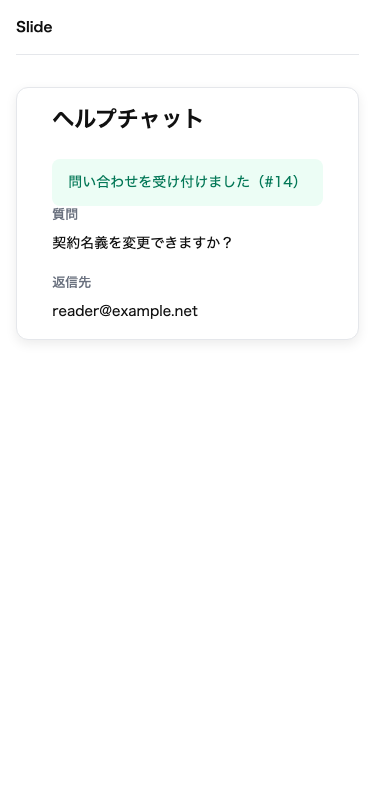 Slide
ヘルプチャット
問い合わせを受け付けました（#14）
質問
契約名義を変更できますか？
返信先
reader@example.net